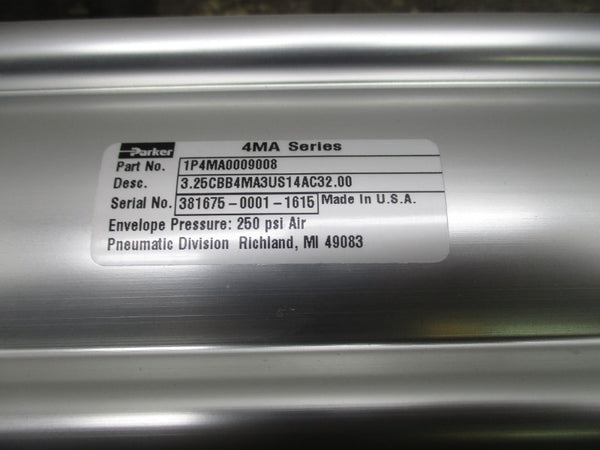 Parker 4MA Series
Part No. 1P4MA0009008
Desc. 3.25CBB4MA3US14AC32.00
Serial No. 381675-0001-1615 Made In U.S.A.
Envelope Pressure: 250 psi Air
Pneumatic Division Richland, MI 49083